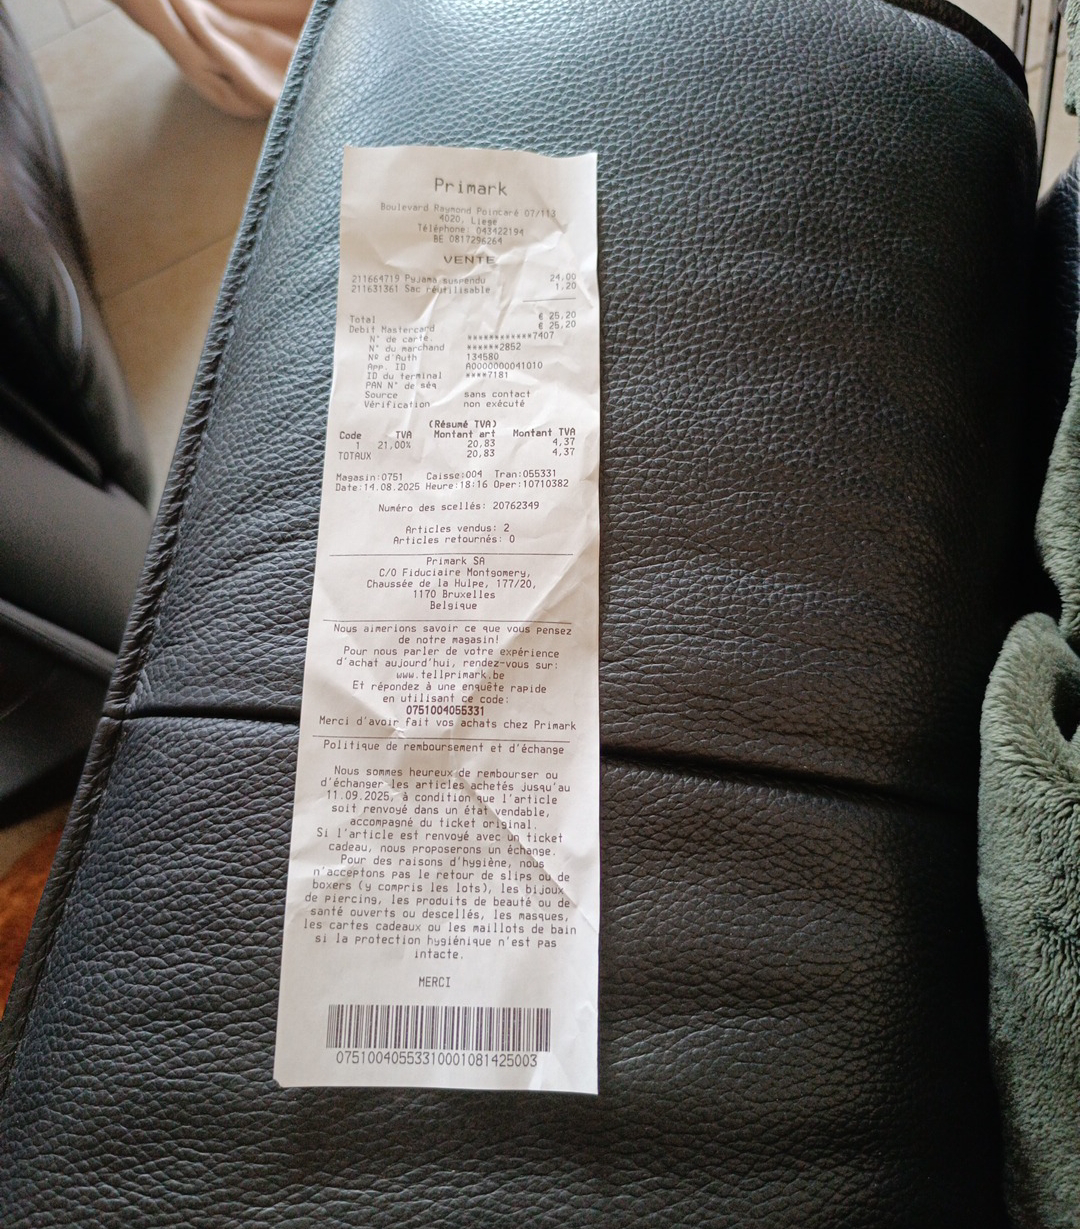 Primark
Boulevard Raymond Poincaré 07/113
4020, Liege
Téléphone: 043422194
BE 0817296264
VENTE
211664719 Pyjama suspendu 24,00
211631361 Sac réutilisable 1,20
Total € 25,20
Debit Mastercard € 25,20
N° de carté. ************7407
N° du marchand ******2852
Nº d'Auth 134580
App. ID A0000000041010
ID du terminal ****7181
PAN N° de séq
Source sans contact
Vérification non exécuté
(Résumé TVA)
Code TVA Montant art Montant TVA
1 21,00% 20,83 4,37
TOTAUX 20,83 4,37
Magasin:0751 Caisse:004 Tran:055331
Date:14.08.2025 Heure:18:16 Oper:10710382
Numéro des scellés: 20762349
Articles vendus: 2
Articles retournés: 0
Primark SA
C/O Fiduciaire Montgomery,
Chaussée de la Hulpe, 177/20,
1170 Bruxelles
Belgique
Nous aimerions savoir ce que vous pensez
de notre magasin!
Pour nous parler de votre expérience
d'achat aujourd'hui, rendez-vous sur:
www.tellprimark.be
Et répondez à une enquête rapide
en utilisant ce code:
0751004055331
Merci d'avoir fait vos achats chez Primark
Politique de remboursement et d'échange
Nous sommes heureux de rembourser ou
d'échanger les articles achetés jusqu'au
11.09.2025, à condition que l'article
soit renvoyé dans un état vendable,
accompagné du ticket original.
Si l'article est renvoyé avec un ticket
cadeau, nous proposerons un échange.
Pour des raisons d'hygiène, nous
n'acceptons pas le retour de slips ou de
boxers (y compris les lots), les bijoux
de piercing, les produits de beauté ou de
santé ouverts ou descellés, les masques,
les cartes cadeaux ou les maillots de bain
si la protection hygiénique n'est pas
intacte.
MERCI
07510040553310001081425003